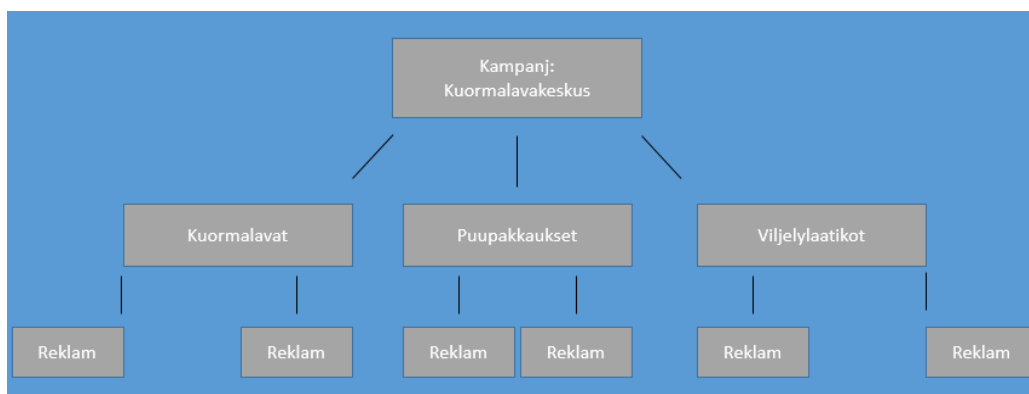 Kampanj:
Kuormalavakeskus
Kuormalavat
Puupakkaukset
Viljelylaatikot
Reklam
Reklam
Reklam
Reklam
Reklam
Reklam